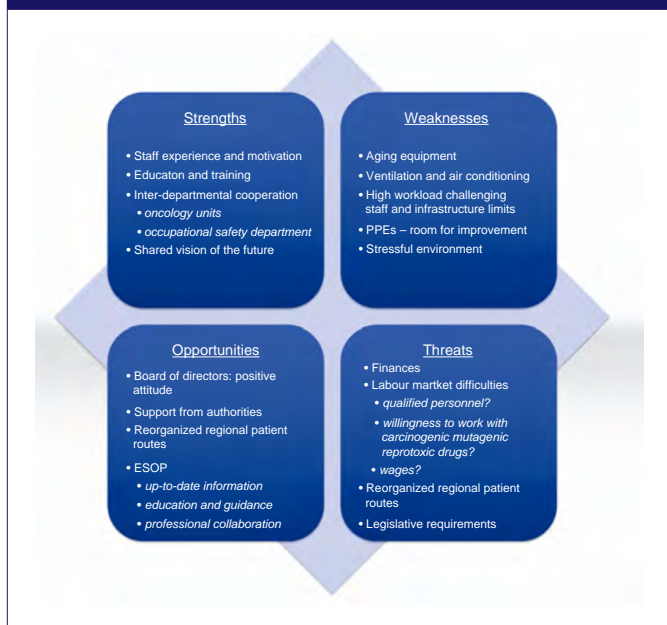 Strengths
• Staff experience and motivation
• Educaton and training
• Inter-departmental cooperation
• oncology units
• occupational safety department
• Shared vision of the future
Weaknesses
• Aging equipment
• Ventilation and air conditioning
• High workload challenging
staff and infrastructure limits
• PPEs – room for improvement
• Stressful environment
Opportunities
• Board of directors: positive
attitude
• Support from authorities
• Reorganized regional patient
routes
• ESOP
• up-to-date information
• education and guidance
• professional collaboration
Threats
• Finances
• Labour martket difficulties
• qualified personnel?
• willingness to work with
carcinogenic mutagenic
reprotoxic drugs?
• wages?
• Reorganized regional patient
routes
• Legislative requirements